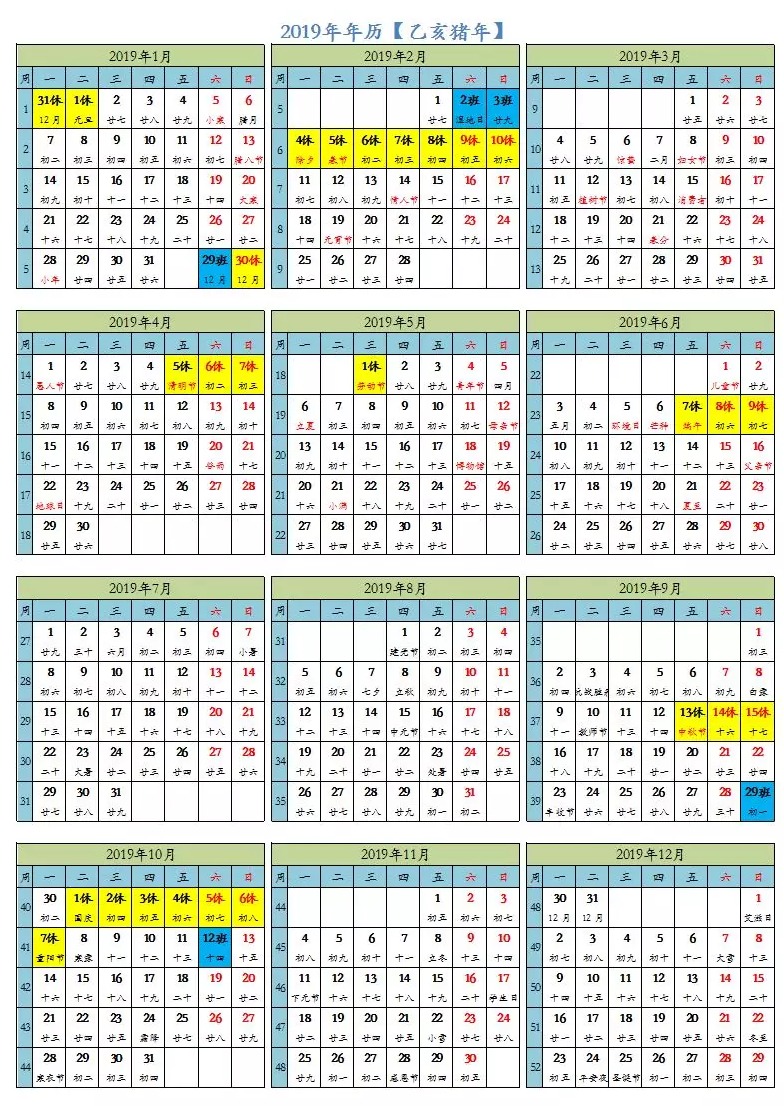 2019年年历【乙亥猪年】
2019年1月
周 一 二 三 四 五 六 日
1 31休 1休 2 3 4 5 6
12月 元旦 廿七 廿八 廿九 小寒 腊月
2 7 8 9 10 11 12 13
初二 初三 初四 初五 初六 初七 腊八节
3 14 15 16 17 18 19 20
初九 初十 十一 十二 十三 十四 大寒
4 21 22 23 24 25 26 27
十六 十七 十八 十九 二十 廿一 廿二
5 28 29 30 31 29班 30休
小年 廿四 廿五 廿六 12月 12月
2019年2月
周 一 二 三 四 五 六 日
5 1 2班 3班
廿七 湿地日 廿九
6 4休 5休 6休 7休 8休 9休 10休
除夕 春节 初二 初三 初四 初五 初六
7 11 12 13 14 15 16 17
初七 初八 初九 情人节 十一 十二 十三
8 18 19 20 21 22 23 24
十四 元宵节 十六 十七 十八 十九 二十
9 25 26 27 28
廿一 廿二 廿三 廿四
2019年3月
周 一 二 三 四 五 六 日
9 1 2 3
廿五 廿六 廿七
10 4 5 6 7 8 9 10
廿八 廿九 惊蛰 二月 妇女节 初三 初四
11 11 12 13 14 15 16 17
初五 植树节 初七 初八 消费者 初十 十一
12 18 19 20 21 22 23 24
十二 十三 十四 春分 十六 十七 十八
13 25 26 27 28 29 30 31
十九 二十 廿一 廿二 廿三 廿四 廿五
2019年4月
周 一 二 三 四 五 六 日
14 1 2 3 4 5休 6休 7休
愚人节 廿七 廿八 廿九 清明节 初二 初三
15 8 9 10 11 12 13 14
初四 初五 初六 初七 初八 初九 初十
16 15 16 17 18 19 20 21
十一 十二 十三 十四 十五 谷雨 十七
17 22 23 24 25 26 27 28
地球日 十九 二十 廿一 廿二 廿三 廿四
18 29 30
廿五 廿六
2019年5月
周 一 二 三 四 五 六 日
18 1休 2 3 4 5
劳动节 廿八 廿九 青年节 四月
19 6 7 8 9 10 11 12
立夏 初三 初四 初五 初六 初七 母亲节
20 13 14 15 16 17 18 19
初九 初十 十一 十二 十三 博物馆 十五
21 20 21 22 23 24 25 26
十六 小满 十八 十九 二十 廿一 廿二
22 27 28 29 30 31
廿三 廿四 廿五 廿六 廿七
2019年6月
周 一 二 三 四 五 六 日
22 1 2
儿童节 廿九
23 3 4 5 6 7休 8休 9休
五月 初二 环境日 芒种 端午 初六 初七
24 10 11 12 13 14 15 16
初八 初九 初十 十一 十二 十三 父亲节
25 17 18 19 20 21 22 23
十五 十六 十七 十八 夏至 二十 廿一
26 24 25 26 27 28 29 30
廿二 廿三 廿四 廿五 廿六 廿七 廿八
2019年7月
周 一 二 三 四 五 六 日
27 1 2 3 4 5 6 7
廿九 三十 六月 初二 初三 初四 小暑
28 8 9 10 11 12 13 14
初六 初七 初八 初九 初十 十一 十二
29 15 16 17 18 19 20 21
十三 十四 十五 十六 十七 十八 十九
30 22 23 24 25 26 27 28
二十 大暑 廿二 廿三 廿四 廿五 廿六
31 29 30 31
廿七 廿八 廿九
2019年8月
周 一 二 三 四 五 六 日
31 1 2 3 4
建军节 初二 初三 初四
32 5 6 7 8 9 10 11
初五 初六 七夕 立秋 初九 初十 十一
33 12 13 14 15 16 17 18
十二 十三 十四 中元节 十六 十七 十八
34 19 20 21 22 23 24 25
十九 二十 廿一 廿二 处暑 廿四 廿五
35 26 27 28 29 30 31
廿六 廿七 廿八 廿九 初一 初二
2019年9月
周 一 二 三 四 五 六 日
35 1
初三
36 2 3 4 5 6 7 8
初四 抗战胜 初六 初七 初八 初九 白露
37 9 10 11 12 13休 14休 15休
十一 教师节 十三 十四 中秋节 十六 十七
38 16 17 18 19 20 21 22
十八 十九 二十 廿一 廿二 廿三 廿四
39 23 24 25 26 27 28 29班
丰收节 廿六 廿七 廿八 廿九 三十 初一
2019年10月
周 一 二 三 四 五 六 日
40 30 1休 2休 3休 4休 5休 6休
初二 国庆 初四 初五 初六 初七 初八
41 7休 8 9 10 11 12班 13
重阳节 寒露 十一 十二 十三 十四 十五
42 14 15 16 17 18 19 20
十六 十七 十八 十九 二十 廿一 廿二
43 21 22 23 24 25 26 27
廿三 廿四 廿五 霜降 廿七 廿八 廿九
44 28 29 30 31
寒衣节 初二 初三 初四
2019年11月
周 一 二 三 四 五 六 日
44 1 2 3
初五 初六 初七
45 4 5 6 7 8 9 10
初八 初九 初十 十一 立冬 十三 十四
46 11 12 13 14 15 16 17
下元节 十六 十七 十八 十九 二十 学生日
47 18 19 20 21 22 23 24
廿二 廿三 廿四 廿五 小雪 廿七 廿八
48 25 26 27 28 29 30
廿九 初一 初二 感恩节 初四 初五
2019年12月
周 一 二 三 四 五 六 日
48 30 31 1
12月 12月 艾滋日
49 2 3 4 5 6 7 8
初七 初八 初九 初十 十一 大雪 十三
50 9 10 11 12 13 14 15
十四 十五 十六 十七 十八 十九 二十
51 16 17 18 19 20 21 22
廿一 廿二 廿三 廿四 廿五 廿六 冬至
52 23 24 25 26 27 28 29
平安夜 圣诞节 初二 初三 初四